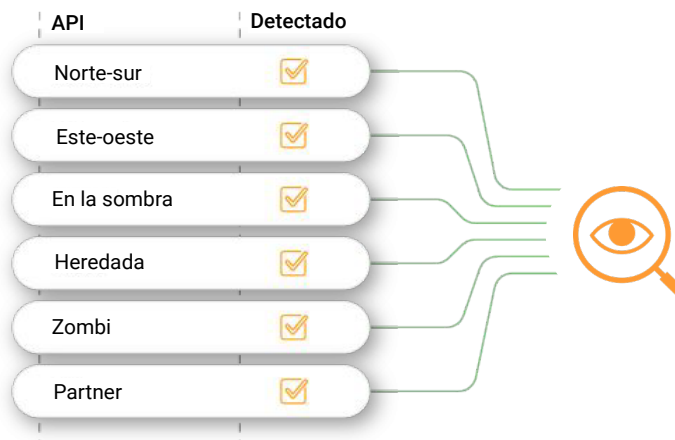 API Detectado
Norte-sur
Este-oeste
En la sombra
Heredada
Zombi
Partner